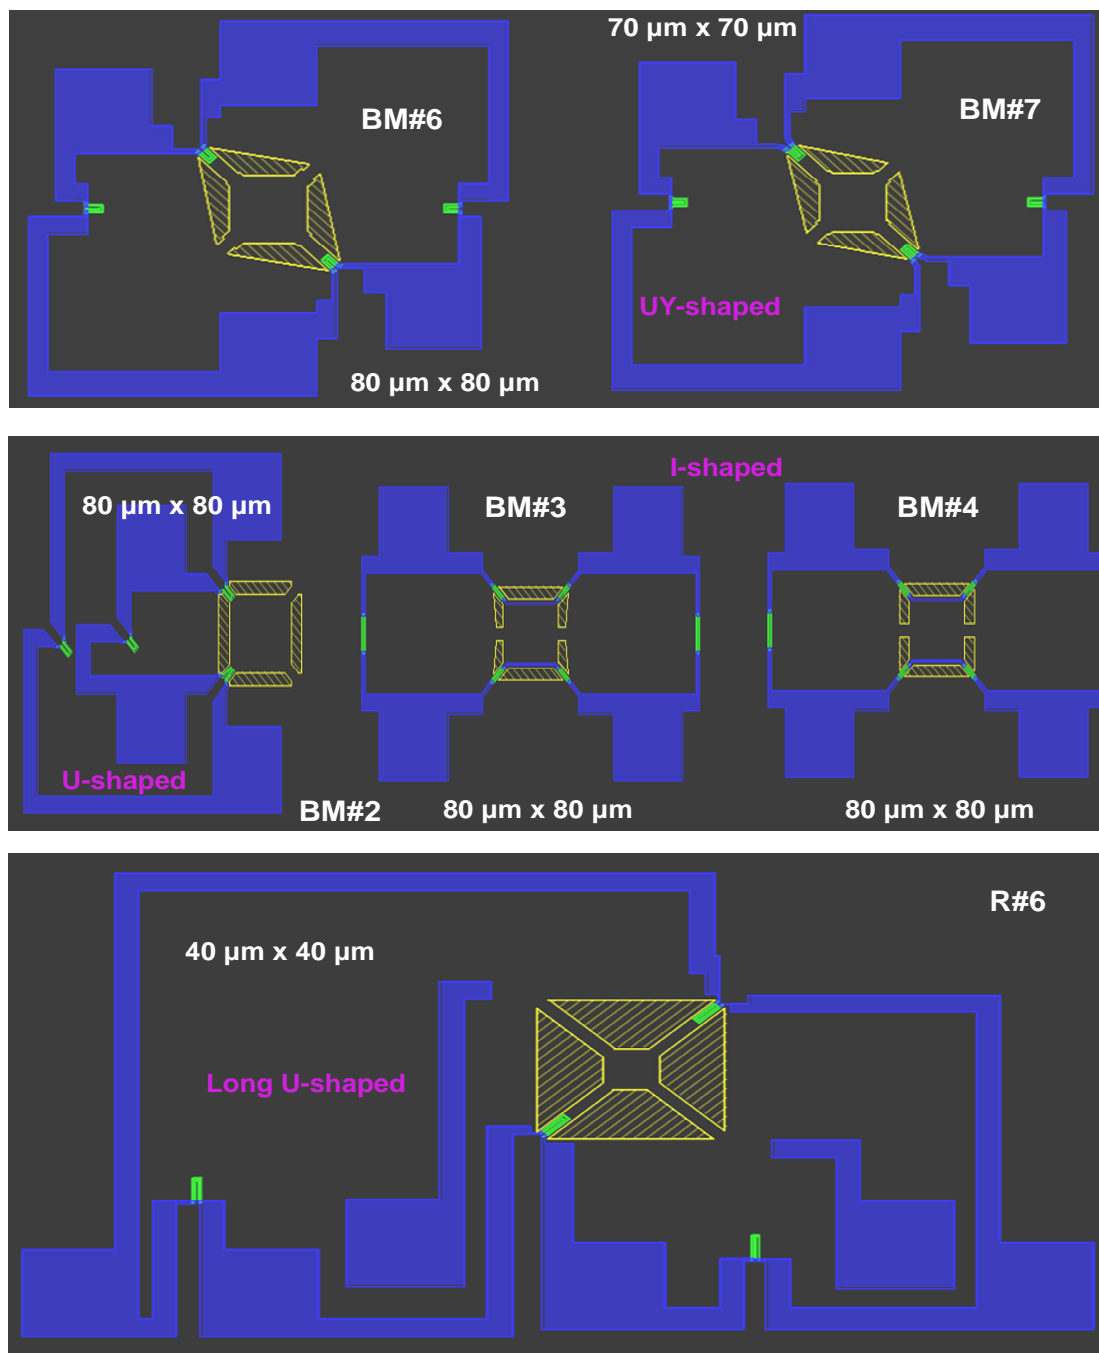 70 µm x 70 µm
BM#6
BM#7
UY-shaped
80 µm x 80 µm
I-shaped
80 µm x 80 µm
BM#3
BM#4
U-shaped
BM#2
80 µm x 80 µm
80 µm x 80 µm
R#6
40 µm x 40 µm
Long U-shaped